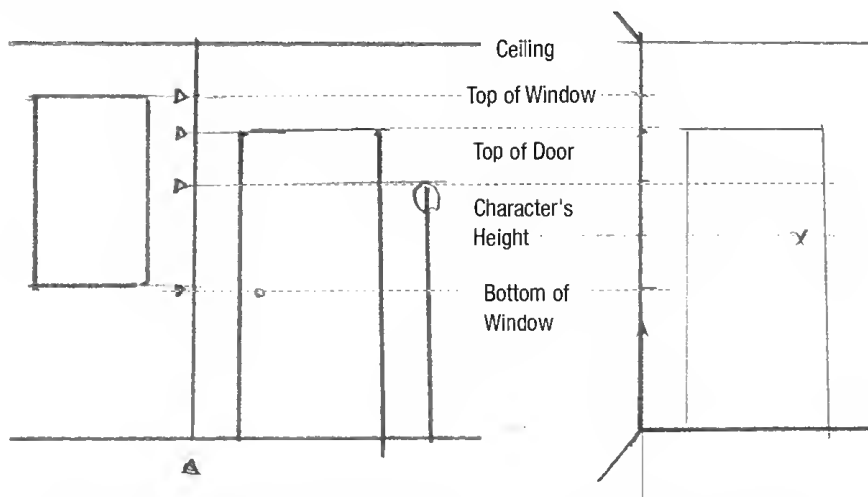 Ceiling
Top of Window
Top of Door
Character's
Height
Bottom of
Window